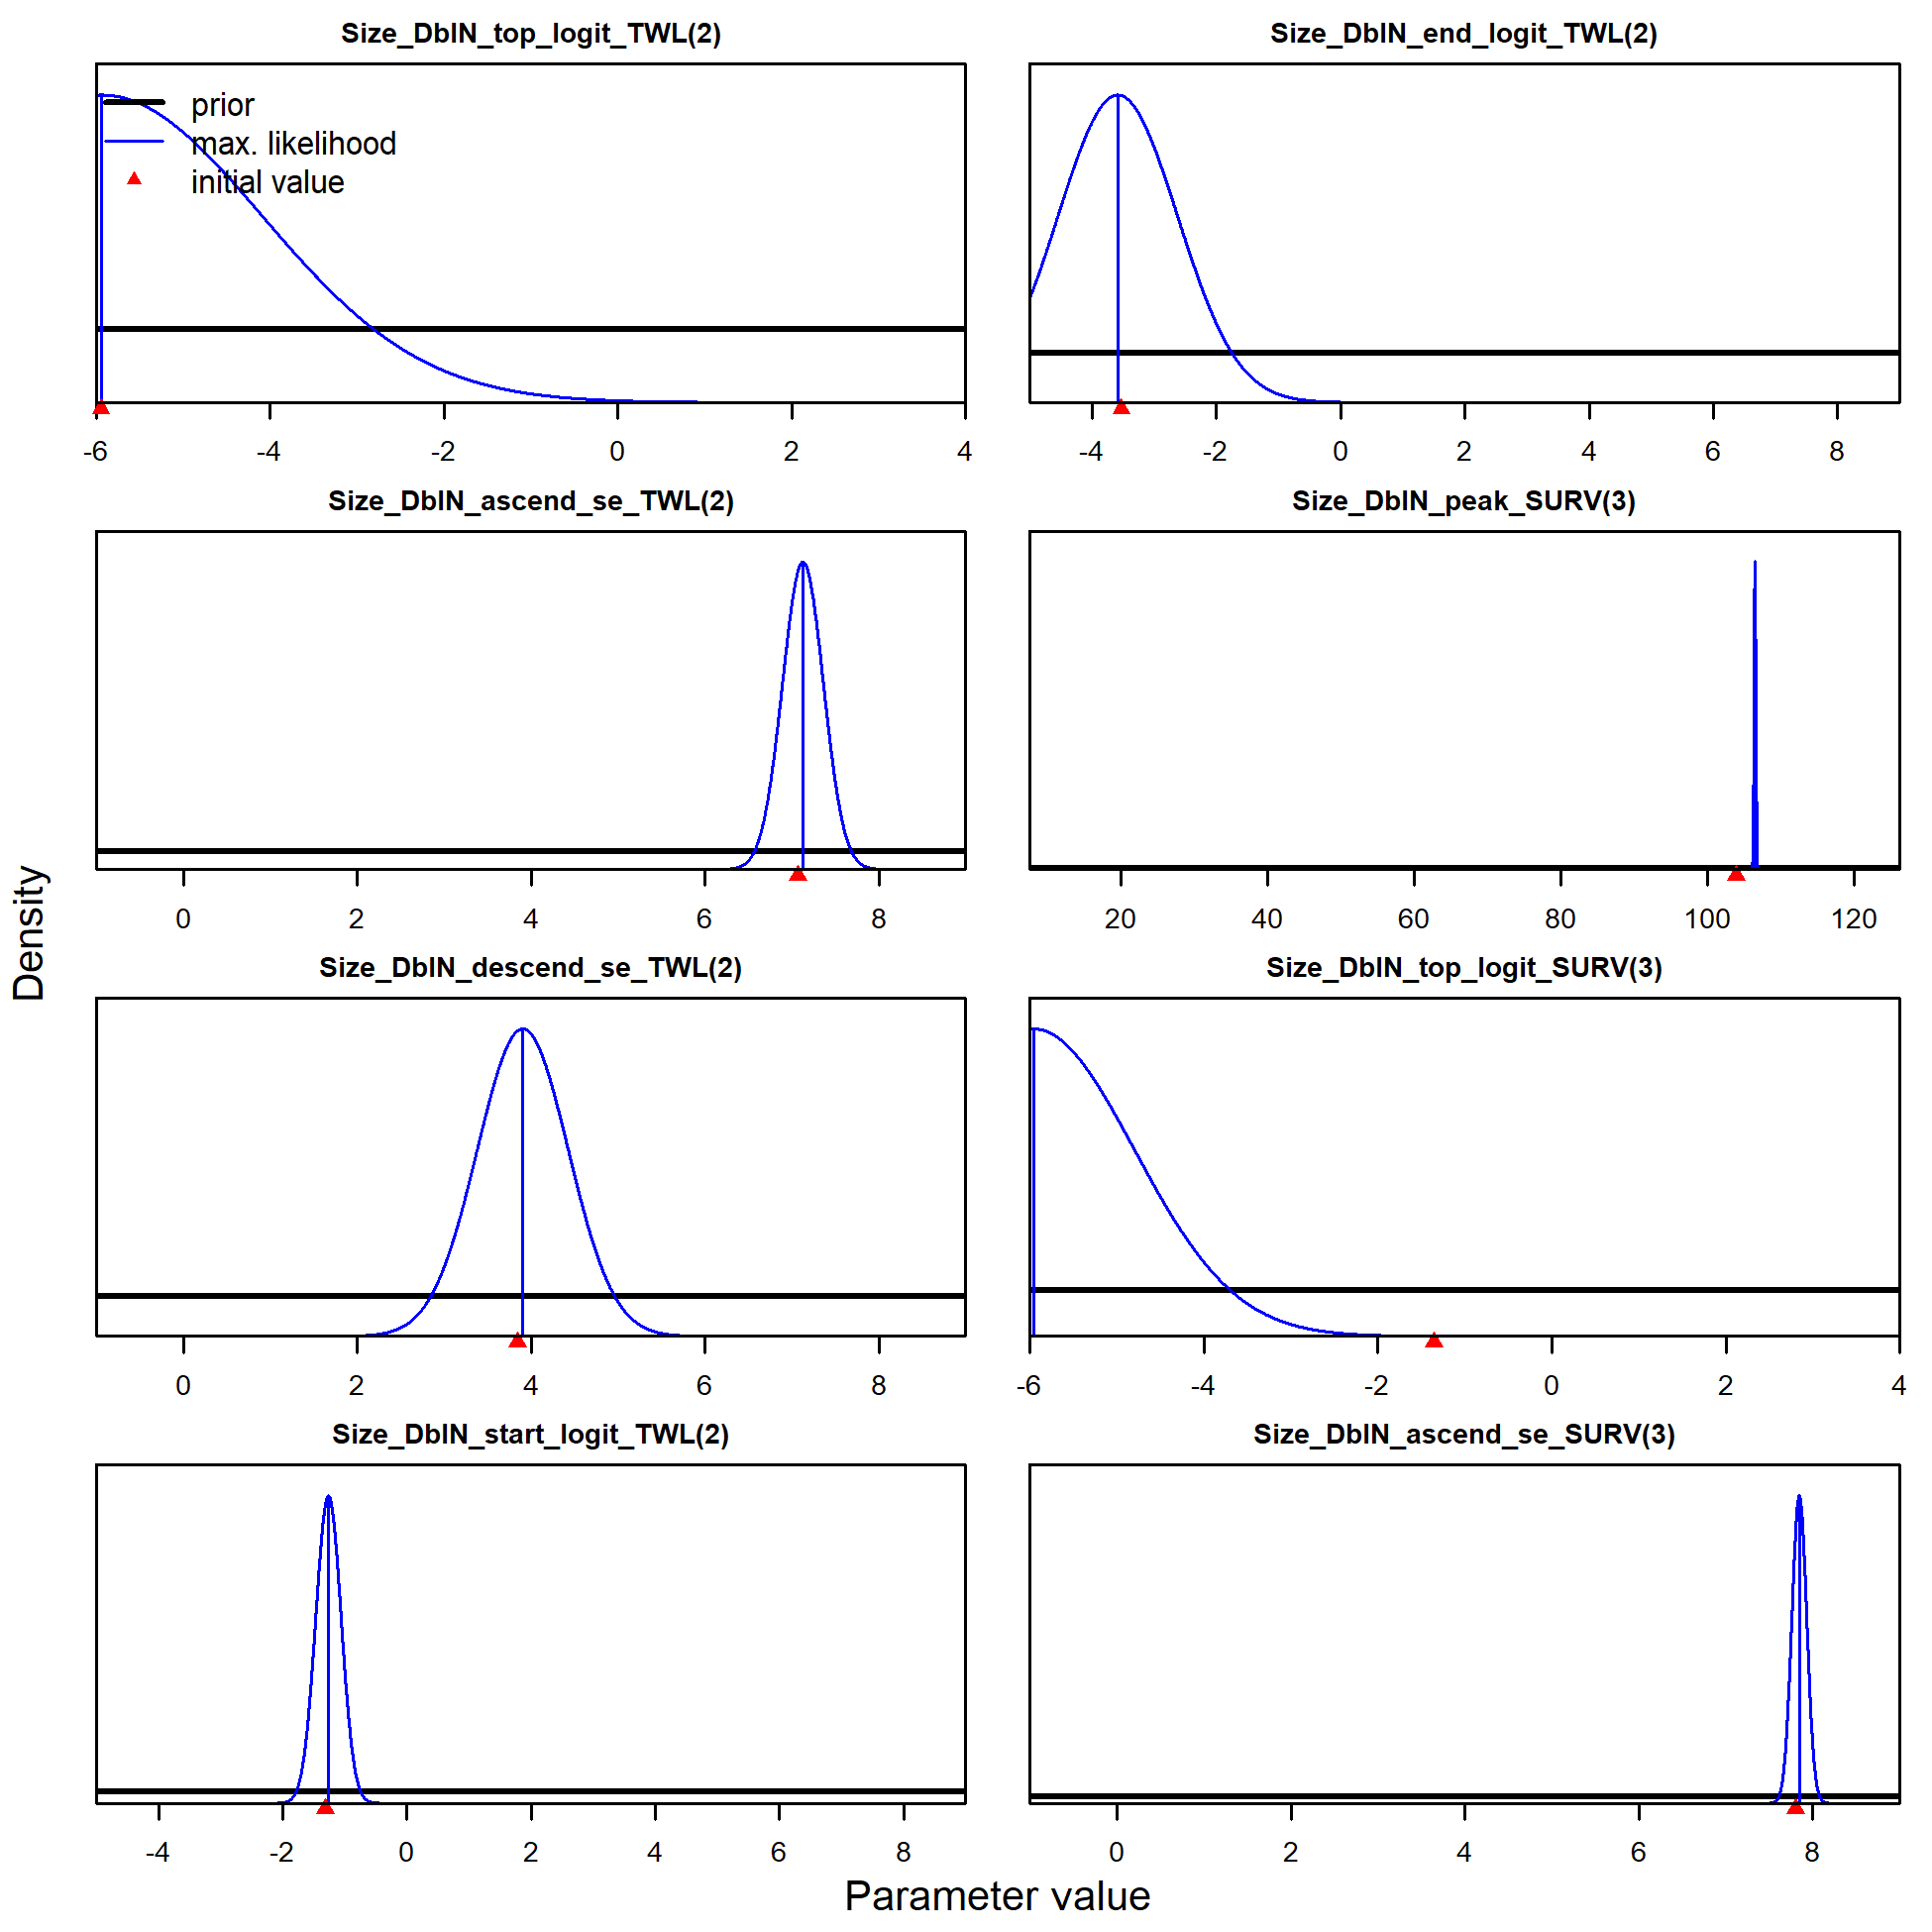 Size_DblN_top_logit_TWL(2)
prior
max. likelihood
initial value
-6 -4 -2 0 2 4
Size_DblN_end_logit_TWL(2)
-4 -2 0 2 4 6 8
Size_DblN_ascend_se_TWL(2)
0 2 4 6 8
Size_DblN_peak_SURV(3)
20 40 60 80 100 120
Size_DblN_descend_se_TWL(2)
0 2 4 6 8
Size_DblN_top_logit_SURV(3)
-6 -4 -2 0 2 4
Size_DblN_start_logit_TWL(2)
-4 -2 0 2 4 6 8
Size_DblN_ascend_se_SURV(3)
0 2 4 6 8
Density
Parameter value